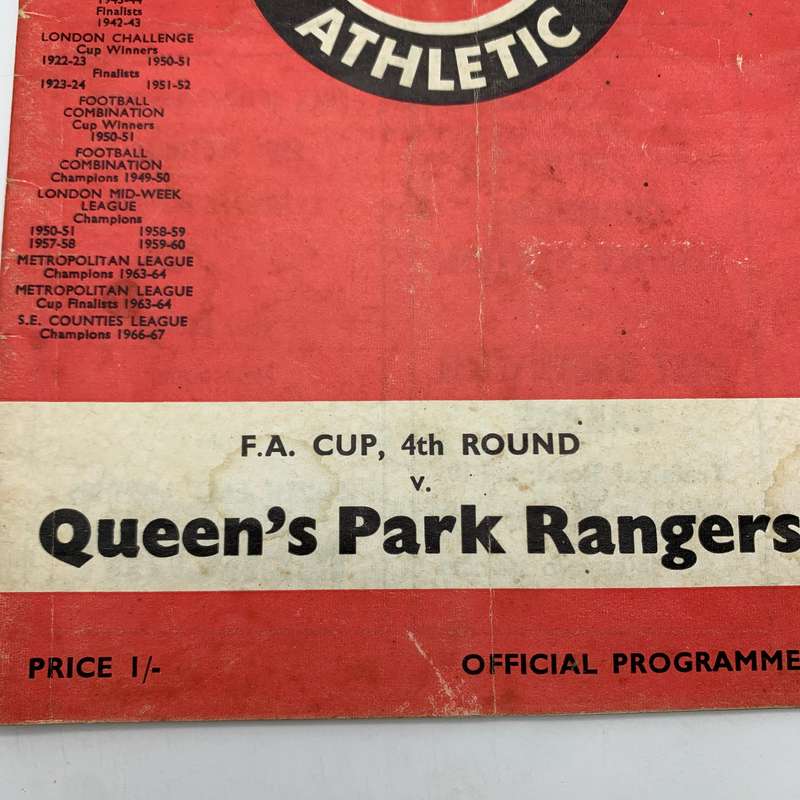 Finalists
1942-43
LONDON CHALLENGE
Cup Winners
1922-23 1950-51
Finalists
1923-24 1951-52
FOOTBALL
COMBINATION
Cup Winners
1950-51
FOOTBALL
COMBINATION
Champions 1949-50
LONDON MID-WEEK
LEAGUE
Champions
1950-51 1958-59
1957-58 1959-60
METROPOLITAN LEAGUE
Champions 1963-64
METROPOLITAN LEAGUE
Cup Finalists 1963-64
S.E. COUNTIES LEAGUE
Champions 1966-67
ATHLETIC
F.A. CUP, 4th ROUND
v.
Queen's Park Rangers
PRICE 1/-
OFFICIAL PROGRAMME